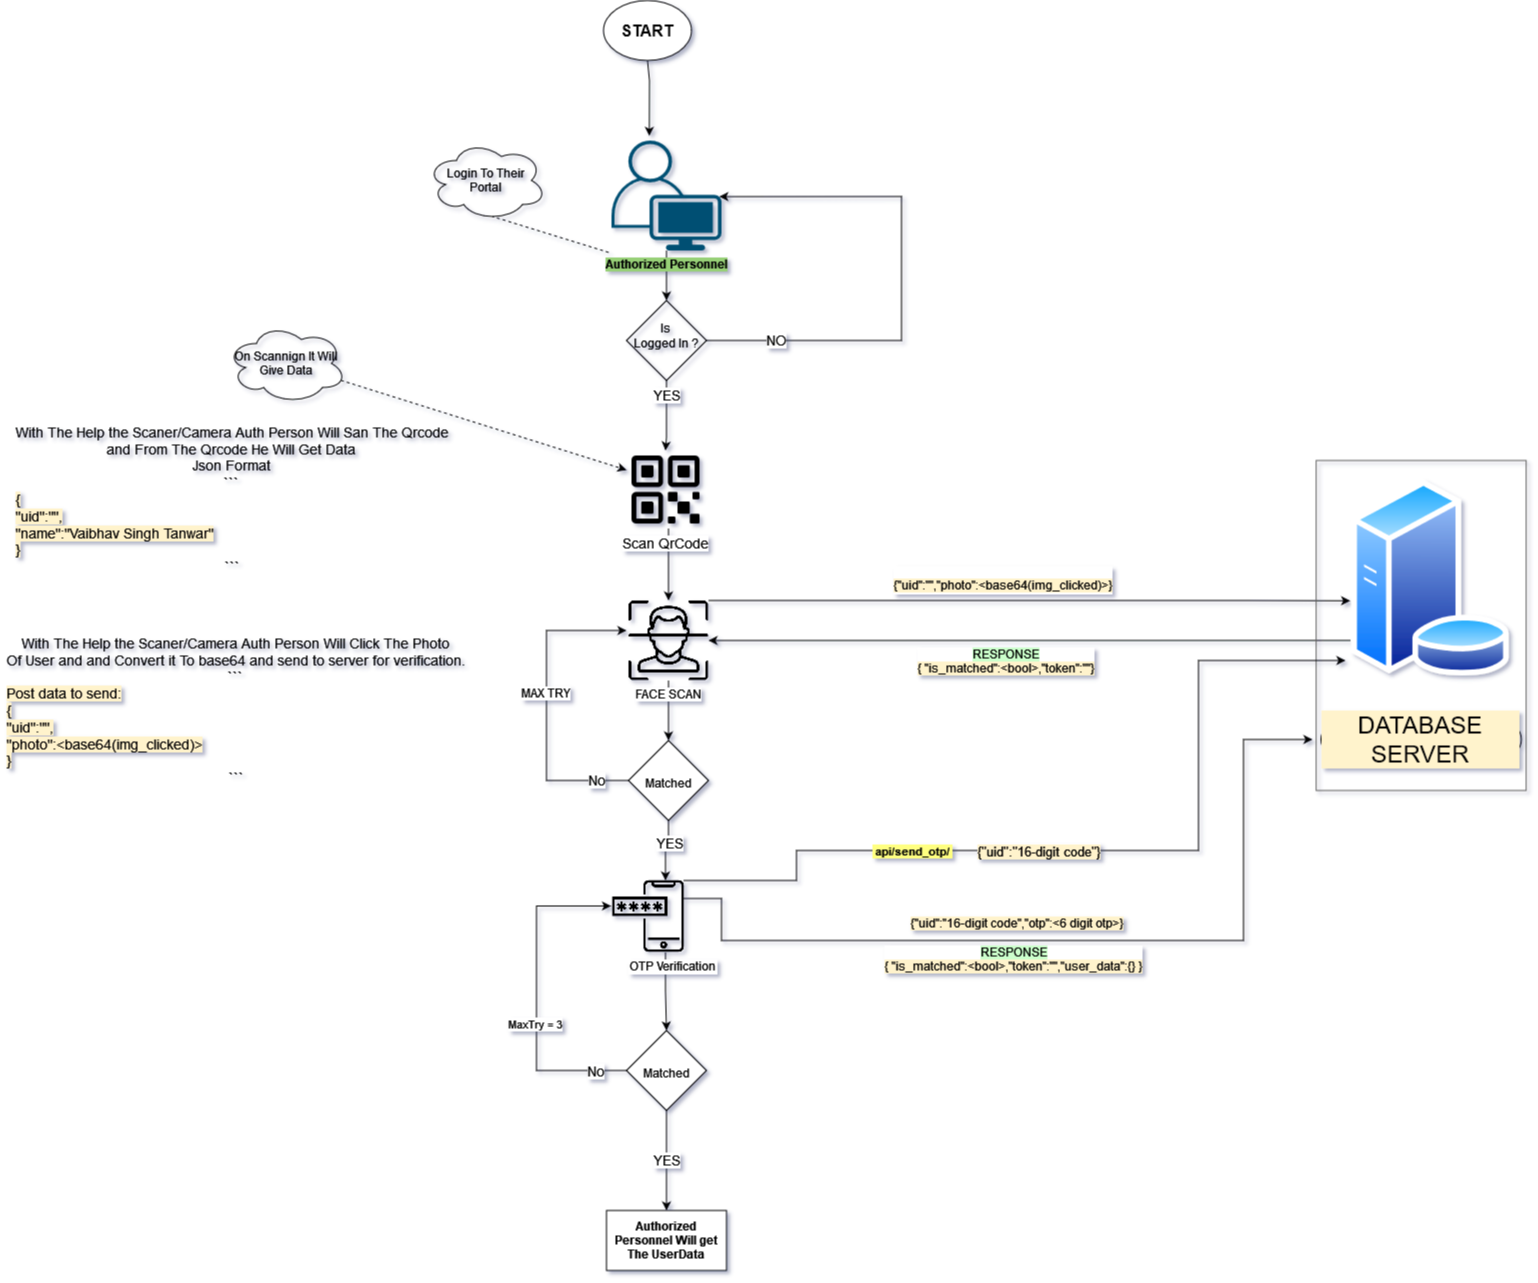 START
Login To Their
Portal
Authorized Personnel
Is
Logged In ?
NO
YES
On Scannign It Will
Give Data
With The Help the Scaner/Camera Auth Person Will San The Qrcode
and From The Qrcode He Will Get Data
Json Format
```
{
"uid":"",
"name":"Vaibhav Singh Tanwar"
}
```
Scan QrCode
{"uid":"","photo":<base64(img_clicked)>}
With The Help the Scaner/Camera Auth Person Will Click The Photo
Of User and and Convert it To base64 and send to server for verification.
```
Post data to send:
{
"uid":"",
"photo":<base64(img_clicked)>
}
```
RESPONSE
{ "is_matched":<bool>,"token":""}
MAX TRY
FACE SCAN
DATABASE
SERVER
No
Matched
YES
api/send_otp/
{"uid":"16-digit code"}
****
{"uid":"16-digit code","otp":<6 digit otp>}
RESPONSE
{ "is_matched":<bool>,"token":"","user_data":{} }
OTP Verification
MaxTry = 3
No
Matched
YES
Authorized
Personnel Will get
The UserData